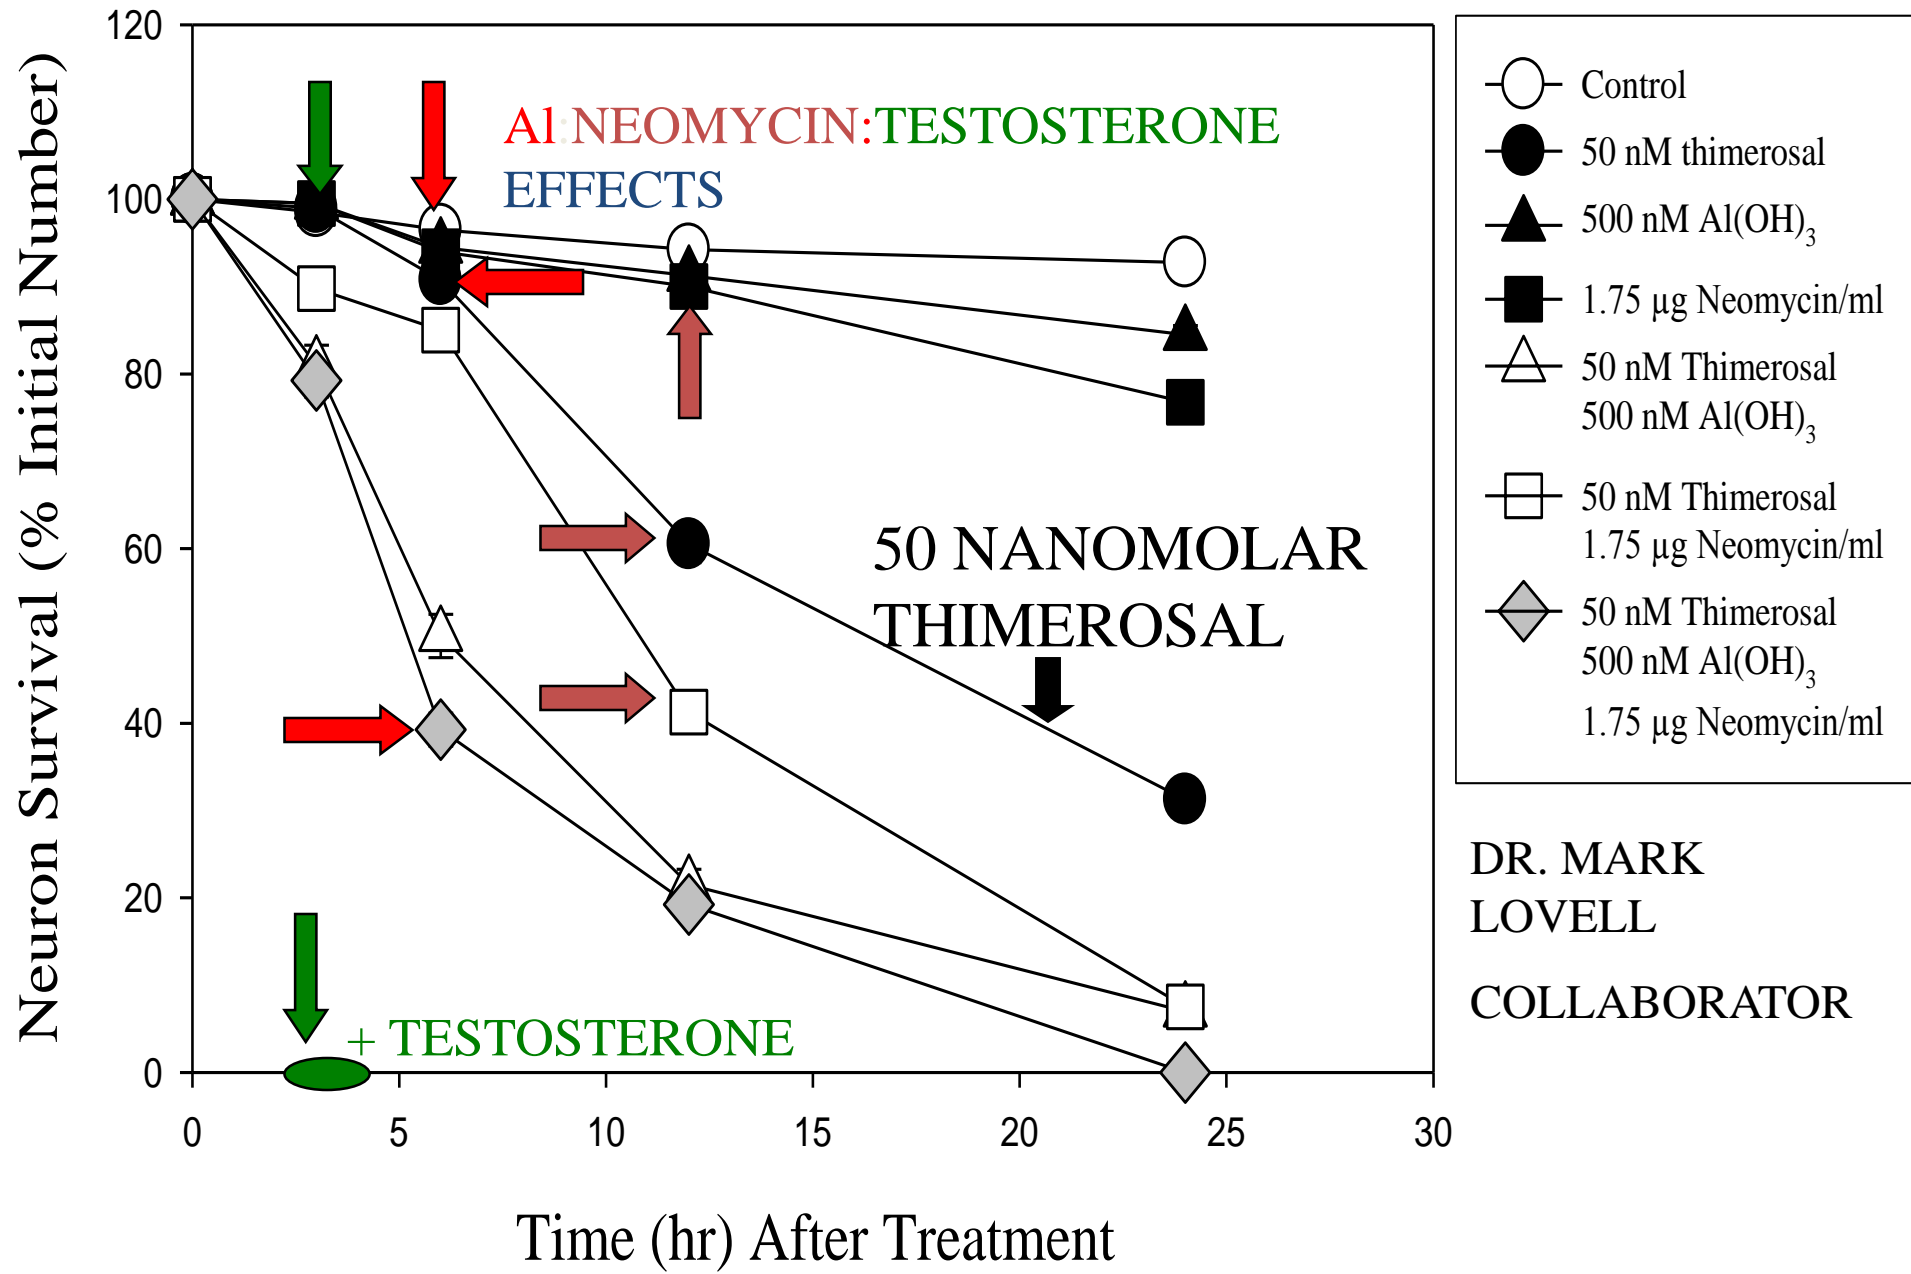 Neuron Survival (% Initial Number)
120
100
80
60
40
20
0
Al:NEOMYCIN:TESTOSTERONE
EFFECTS
50 NANOMOLAR
THIMEROSAL
+ TESTOSTERONE
0 5 10 15 20 25 30
Time (hr) After Treatment
Control
50 nM thimerosal
500 nM Al(OH)₃
1.75 µg Neomycin/ml
50 nM Thimerosal
500 nM Al(OH)₃
50 nM Thimerosal
1.75 µg Neomycin/ml
50 nM Thimerosal
500 nM Al(OH)₃
1.75 µg Neomycin/ml
DR. MARK
LOVELL
COLLABORATOR